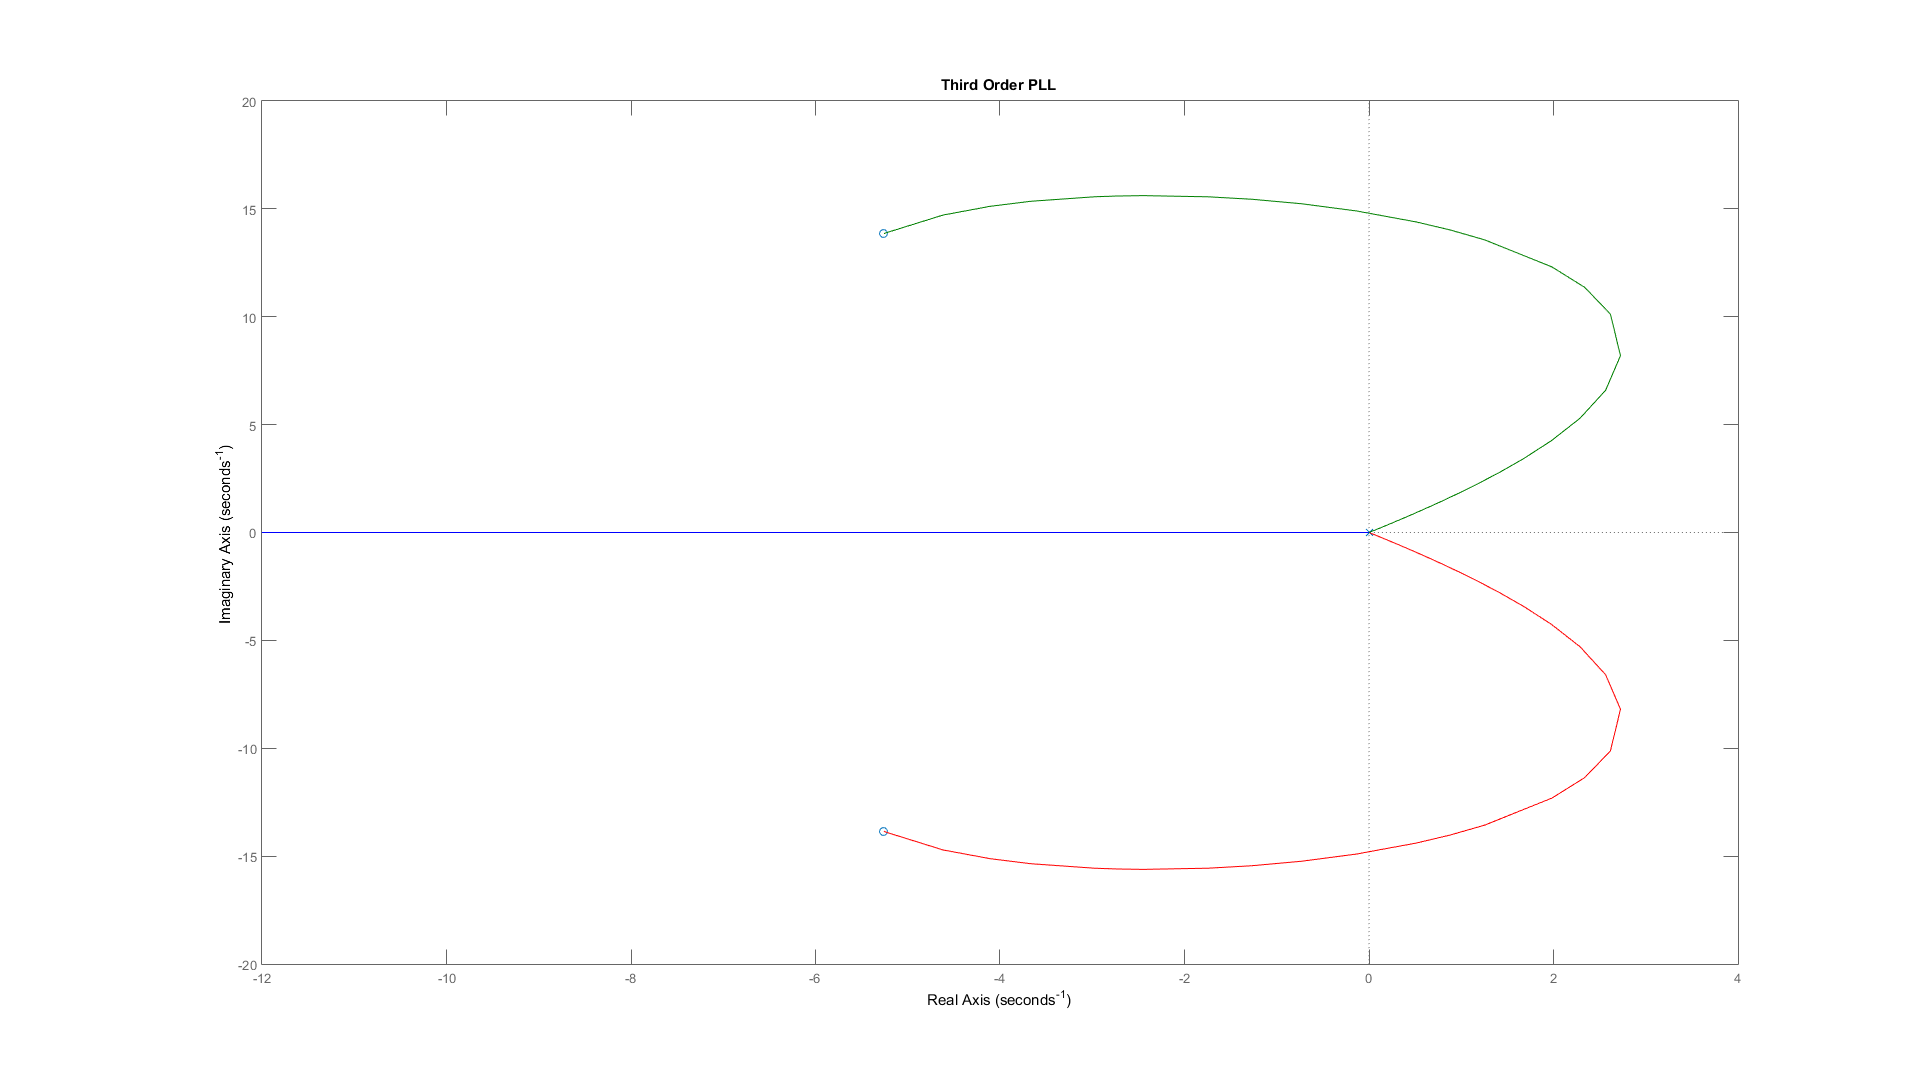 Third Order PLL
20
15
10
5
0
-5
-10
-15
-20
Imaginary Axis (seconds⁻¹)
-12 -10 -8 -6 -4 -2 0 2 4
Real Axis (seconds⁻¹)